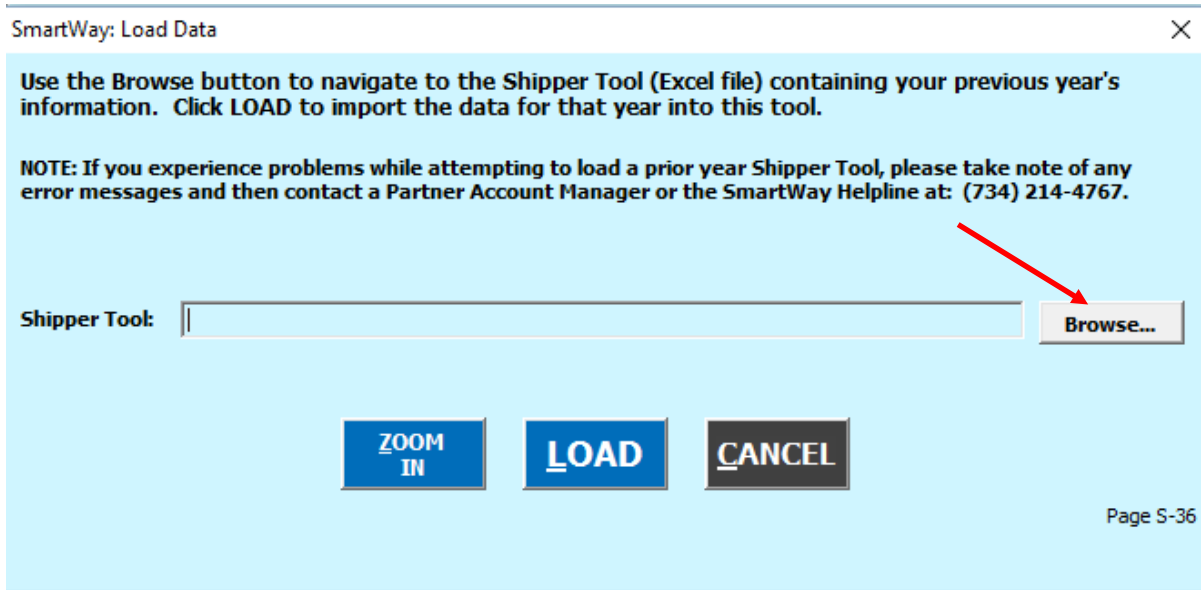 SmartWay: Load Data
Use the Browse button to navigate to the Shipper Tool (Excel file) containing your previous year's
information.  Click LOAD to import the data for that year into this tool.
NOTE: If you experience problems while attempting to load a prior year Shipper Tool, please take note of any
error messages and then contact a Partner Account Manager or the SmartWay Helpline at:  (734) 214-4767.
Shipper Tool:
Browse...
ZOOM
IN
LOAD
CANCEL
Page S-36